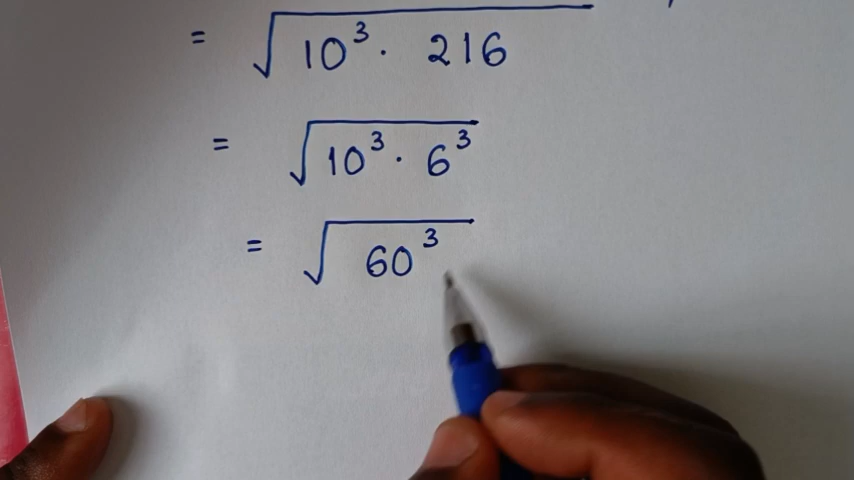 = √(10³ · 216)
= √(10³ · 6³)
= √(60³)